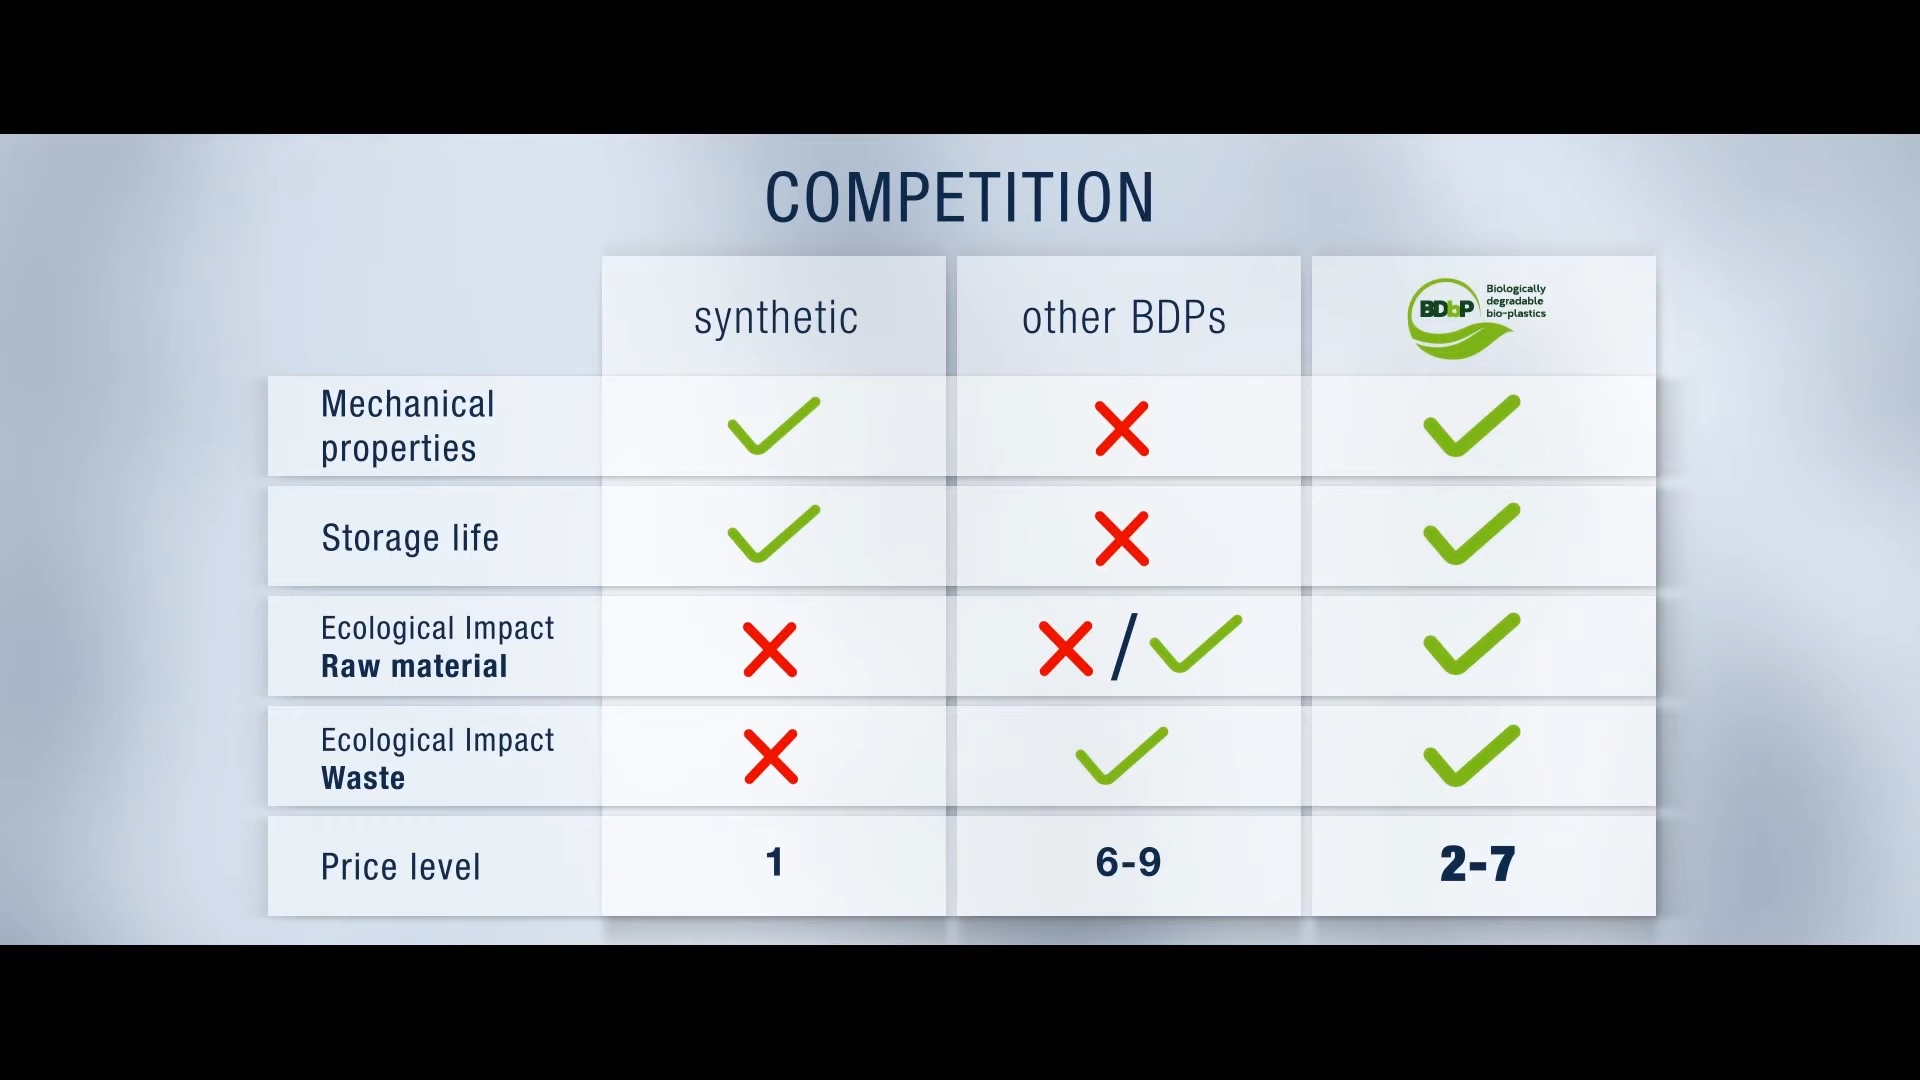 COMPETITION
synthetic
other BDPs
BDbP
Biologically
degradable
bio-plastics
Mechanical
properties
Storage life
Ecological Impact
Raw material
/
Ecological Impact
Waste
Price level
1
6-9
2-7